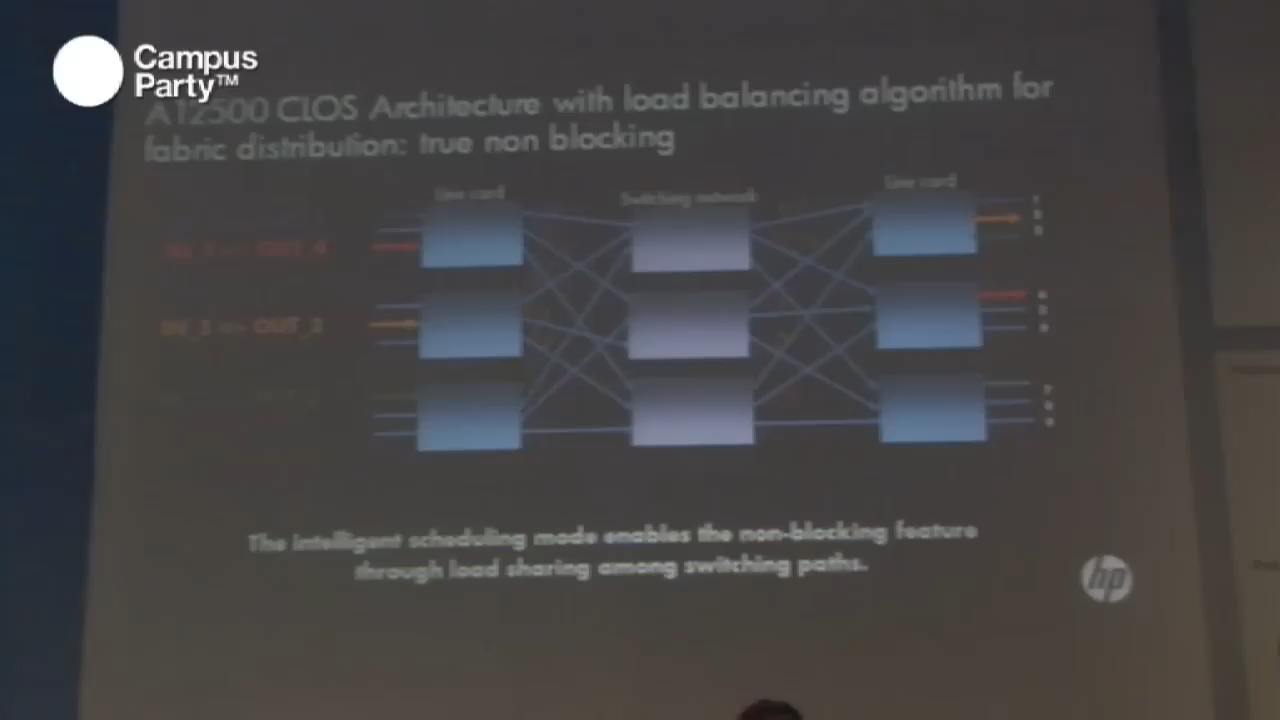 Campus
Party™
A12500 CLOS Architecture with load balancing algorithm for
fabric distribution: true non blocking
Line card
Switching network
Line card
The intelligent scheduling mode enables the non-blocking feature
through load sharing among switching paths.
hp